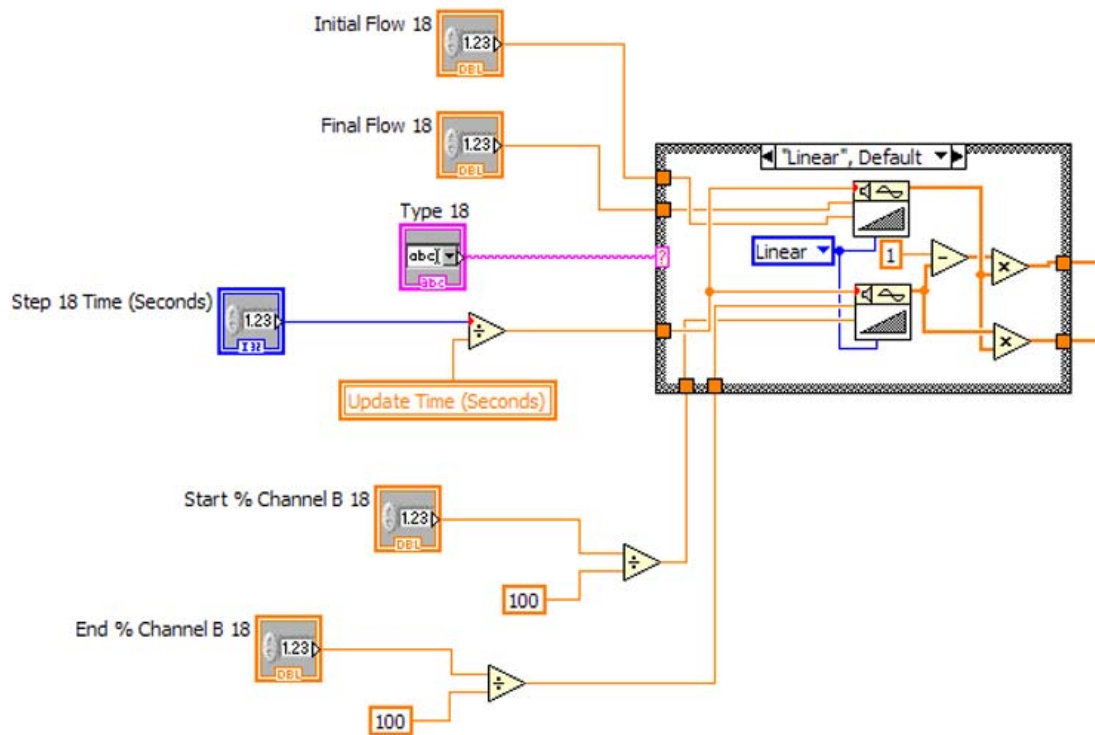 Initial Flow 18
1.23
DBL
Final Flow 18
1.23
DBL
"Linear", Default
Type 18
abc
abc
?
Linear
1
Step 18 Time (Seconds)
1.23
I32
Update Time (Seconds)
Start % Channel B 18
1.23
DBL
100
End % Channel B 18
1.23
DBL
100